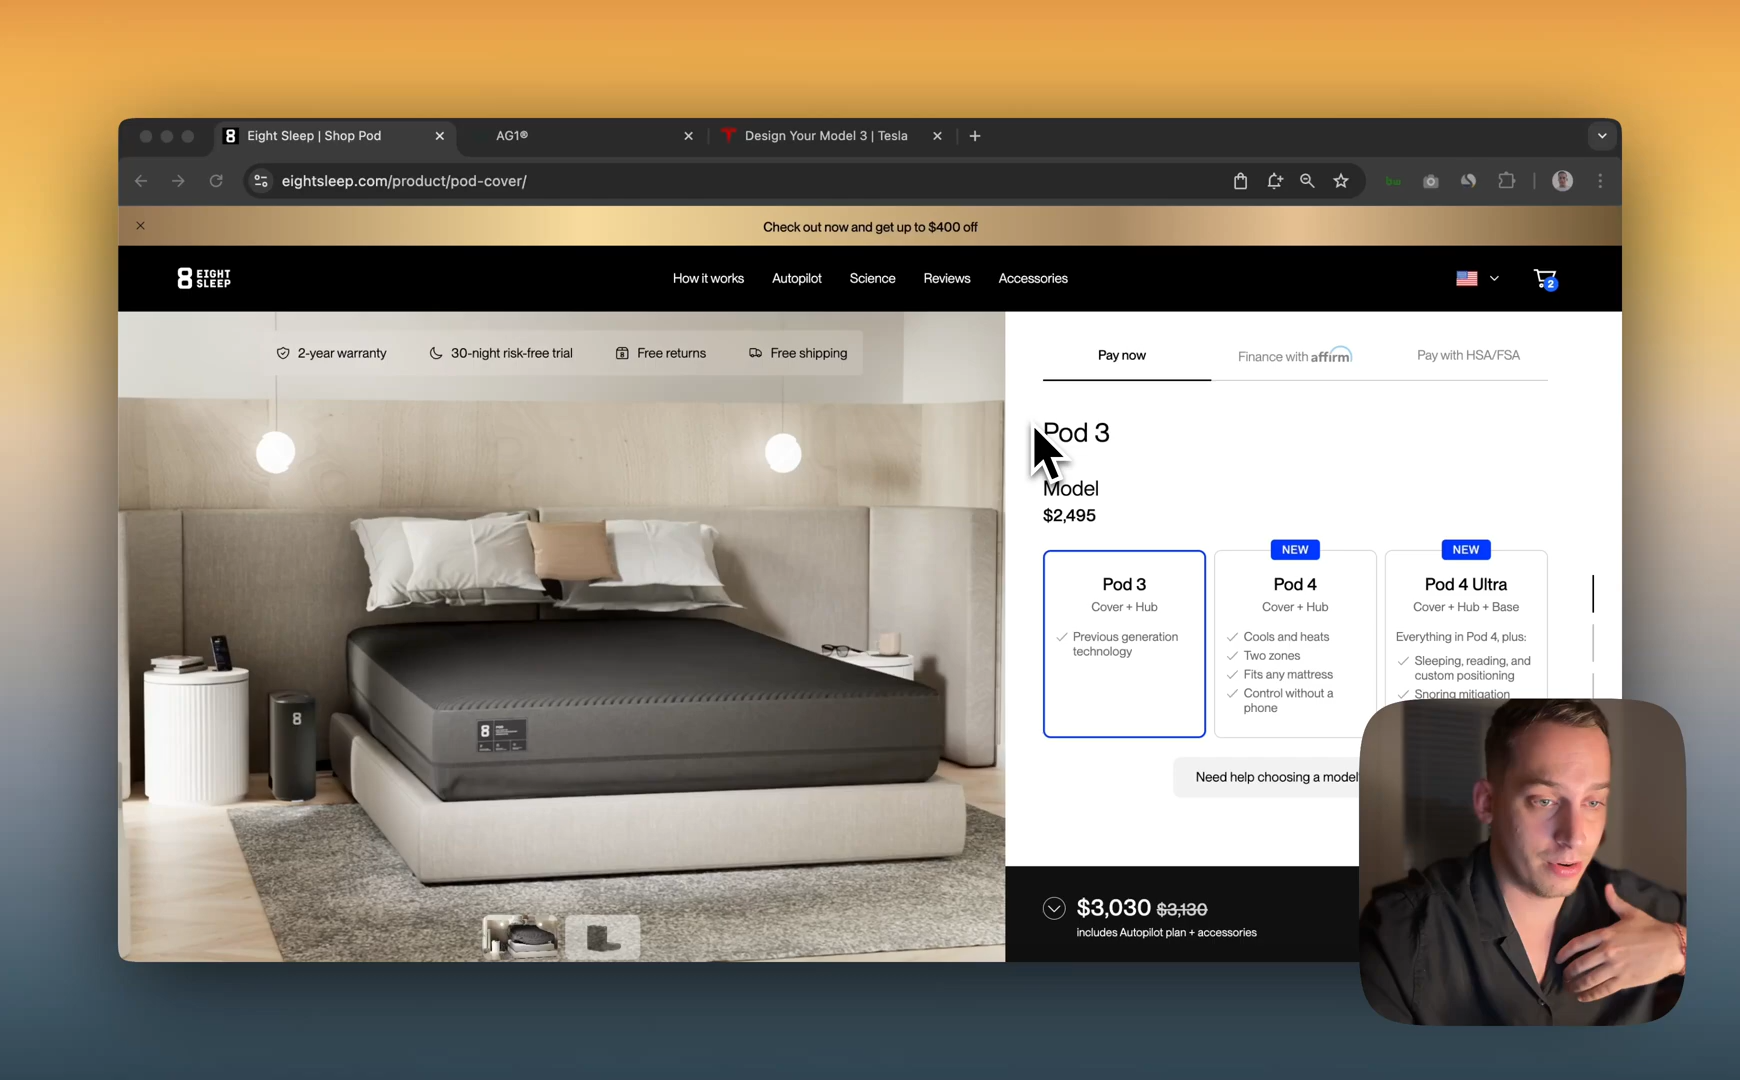 Eight Sleep | Shop Pod
AG1®
Design Your Model 3 | Tesla
eightsleep.com/product/pod-cover/
Check out now and get up to $400 off
8 EIGHT SLEEP
How it works
Autopilot
Science
Reviews
Accessories
2
2-year warranty
30-night risk-free trial
Free returns
Free shipping
Pay now
Finance with affirm
Pay with HSA/FSA
Pod 3
Model
$2,495
NEW
NEW
Pod 3
Cover + Hub
Previous generation
technology
Pod 4
Cover + Hub
Cools and heats
Two zones
Fits any mattress
Control without a
phone
Pod 4 Ultra
Cover + Hub + Base
Everything in Pod 4, plus:
Sleeping, reading, and
custom positioning
Snoring mitigation
Need help choosing a model
$3,030 $3,130
includes Autopilot plan + accessories
8
8